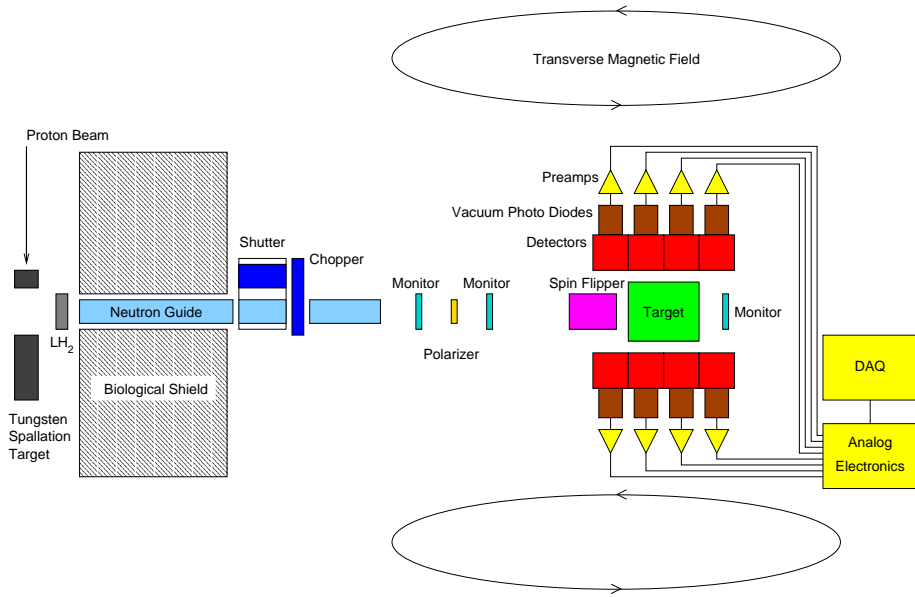 Transverse Magnetic Field
Proton Beam
Preamps
Vacuum Photo Diodes
Shutter
Detectors
Chopper
Monitor
Monitor
Spin Flipper
Neutron Guide
Target
Monitor
LH2
Polarizer
DAQ
Biological Shield
Tungsten
Spallation
Target
Analog
Electronics